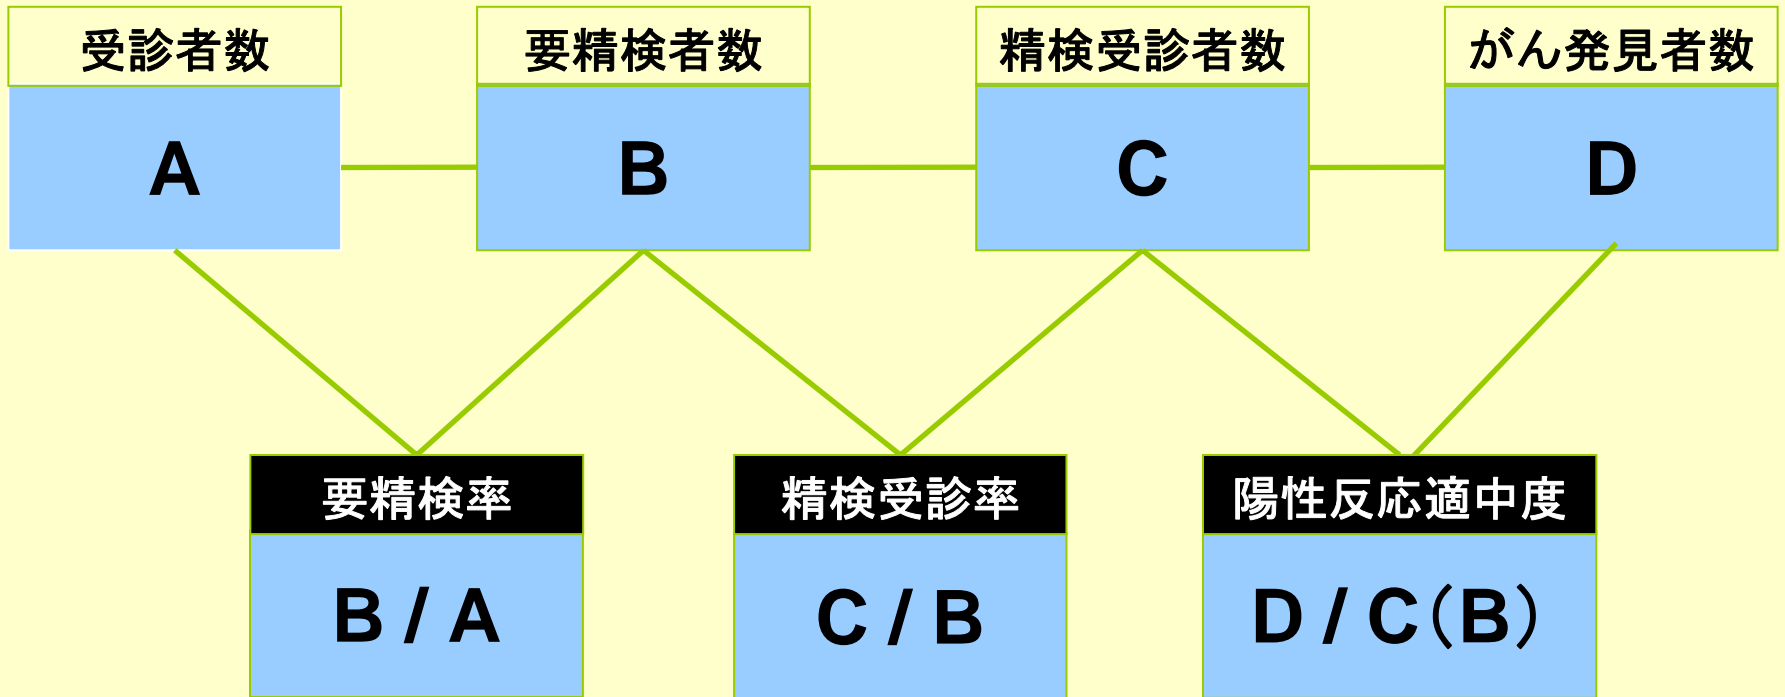 受診者数
要精検者数
精検受診者数
がん発見者数
A
B
C
D
要精検率
精検受診率
陽性反応適中度
B / A
C / B
D / C（B）